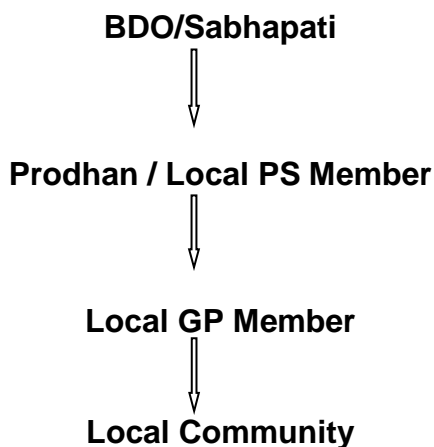 BDO/Sabhapati
Prodhan / Local PS Member
Local GP Member
Local Community